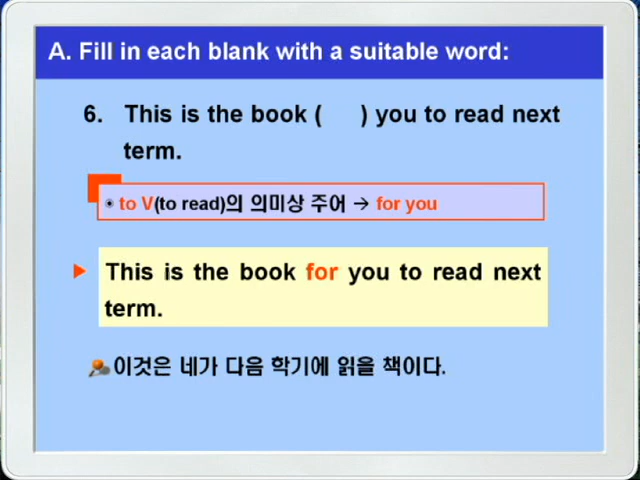 A. Fill in each blank with a suitable word:
6. This is the book ( ) you to read next
term.
to V(to read)의 의미상 주어 → for you
This is the book for you to read next
term.
이것은 네가 다음 학기에 읽을 책이다.